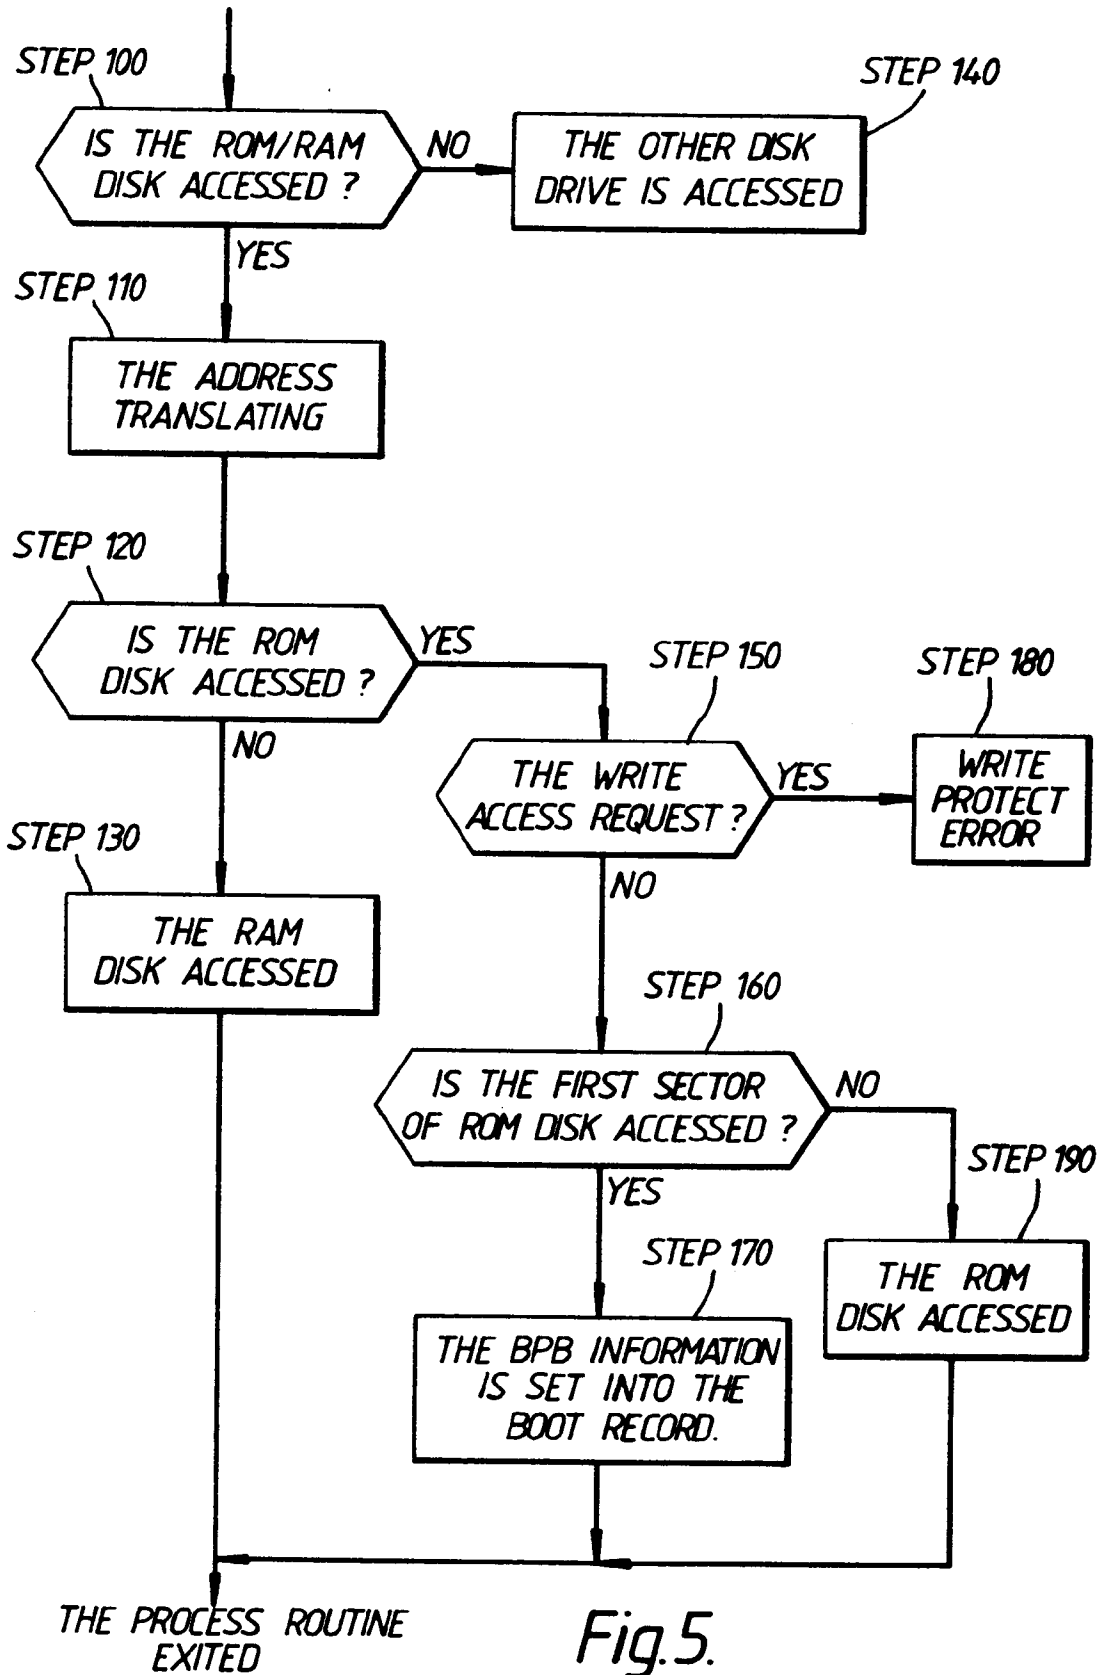 STEP 100
IS THE ROM/RAM
DISK ACCESSED ?
NO
YES
STEP 140
THE OTHER DISK
DRIVE IS ACCESSED
STEP 110
THE ADDRESS
TRANSLATING
STEP 120
IS THE ROM
DISK ACCESSED ?
YES
NO
STEP 150
THE WRITE
ACCESS REQUEST ?
YES
NO
STEP 180
WRITE
PROTECT
ERROR
STEP 130
THE RAM
DISK ACCESSED
STEP 160
IS THE FIRST SECTOR
OF ROM DISK ACCESSED ?
NO
YES
STEP 190
THE ROM
DISK ACCESSED
STEP 170
THE BPB INFORMATION
IS SET INTO THE
BOOT RECORD.
THE PROCESS ROUTINE
EXITED
Fig.5.